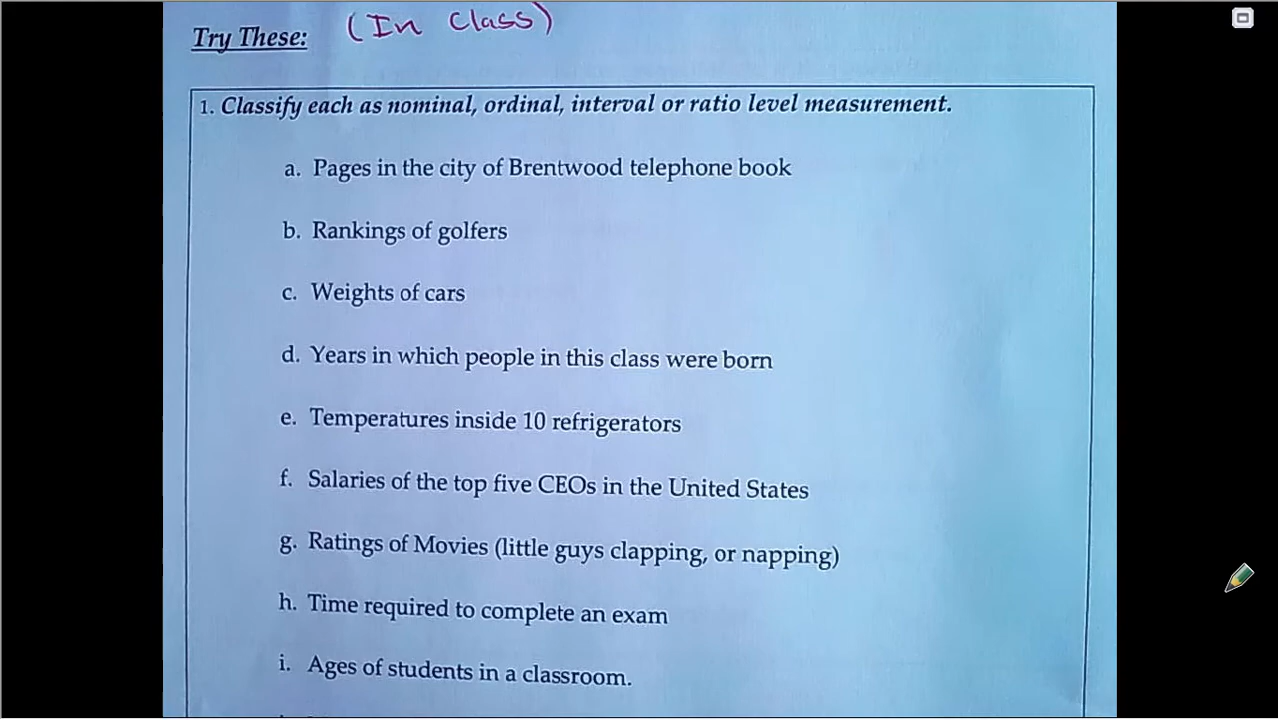 Try These: (In Class)
1. Classify each as nominal, ordinal, interval or ratio level measurement.
a. Pages in the city of Brentwood telephone book
b. Rankings of golfers
c. Weights of cars
d. Years in which people in this class were born
e. Temperatures inside 10 refrigerators
f. Salaries of the top five CEOs in the United States
g. Ratings of Movies (little guys clapping, or napping)
h. Time required to complete an exam
i. Ages of students in a classroom.